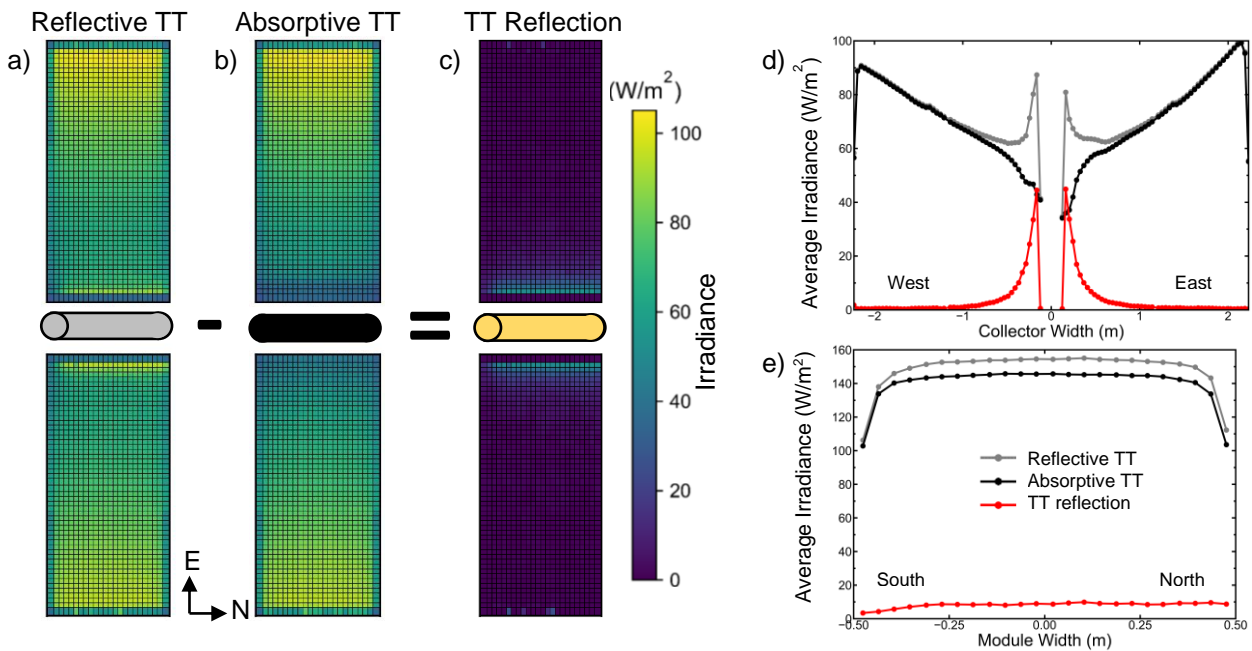 Reflective TT
Absorptive TT
TT Reflection
a)
b)
c)
(W/m²)
100
80
60
40
20
0
Irradiance
E
N
d)
Average Irradiance (W/m²)
100
80
60
40
20
0
West
East
−2
−1
0
1
2
Collector Width (m)
e)
Average Irradiance (W/m²)
160
140
120
100
80
60
40
20
0
Reflective TT
Absorptive TT
TT reflection
South
North
−0.50
−0.25
0.00
0.25
0.50
Module Width (m)